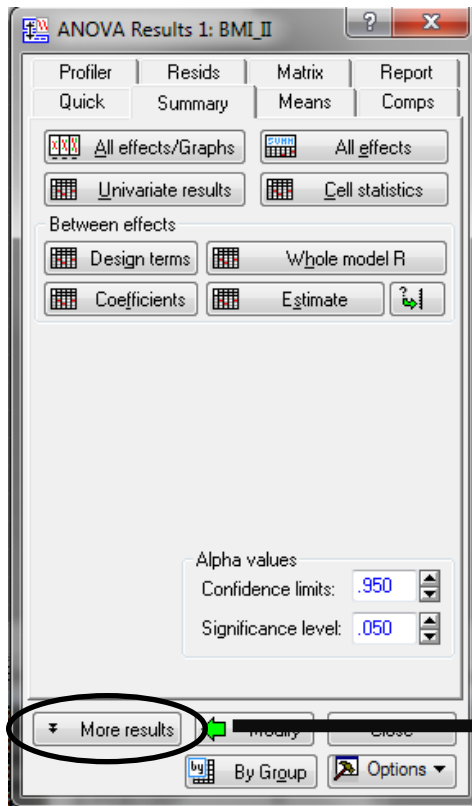 ANOVA Results 1: BMI_II
Profiler Resids Matrix Report
Quick Summary Means Comps
All effects/Graphs All effects
Univariate results Cell statistics
Between effects
Design terms Whole model R
Coefficients Estimate
Alpha values
Confidence limits: .950
Significance level: .050
More results Modify Close
By Group Options